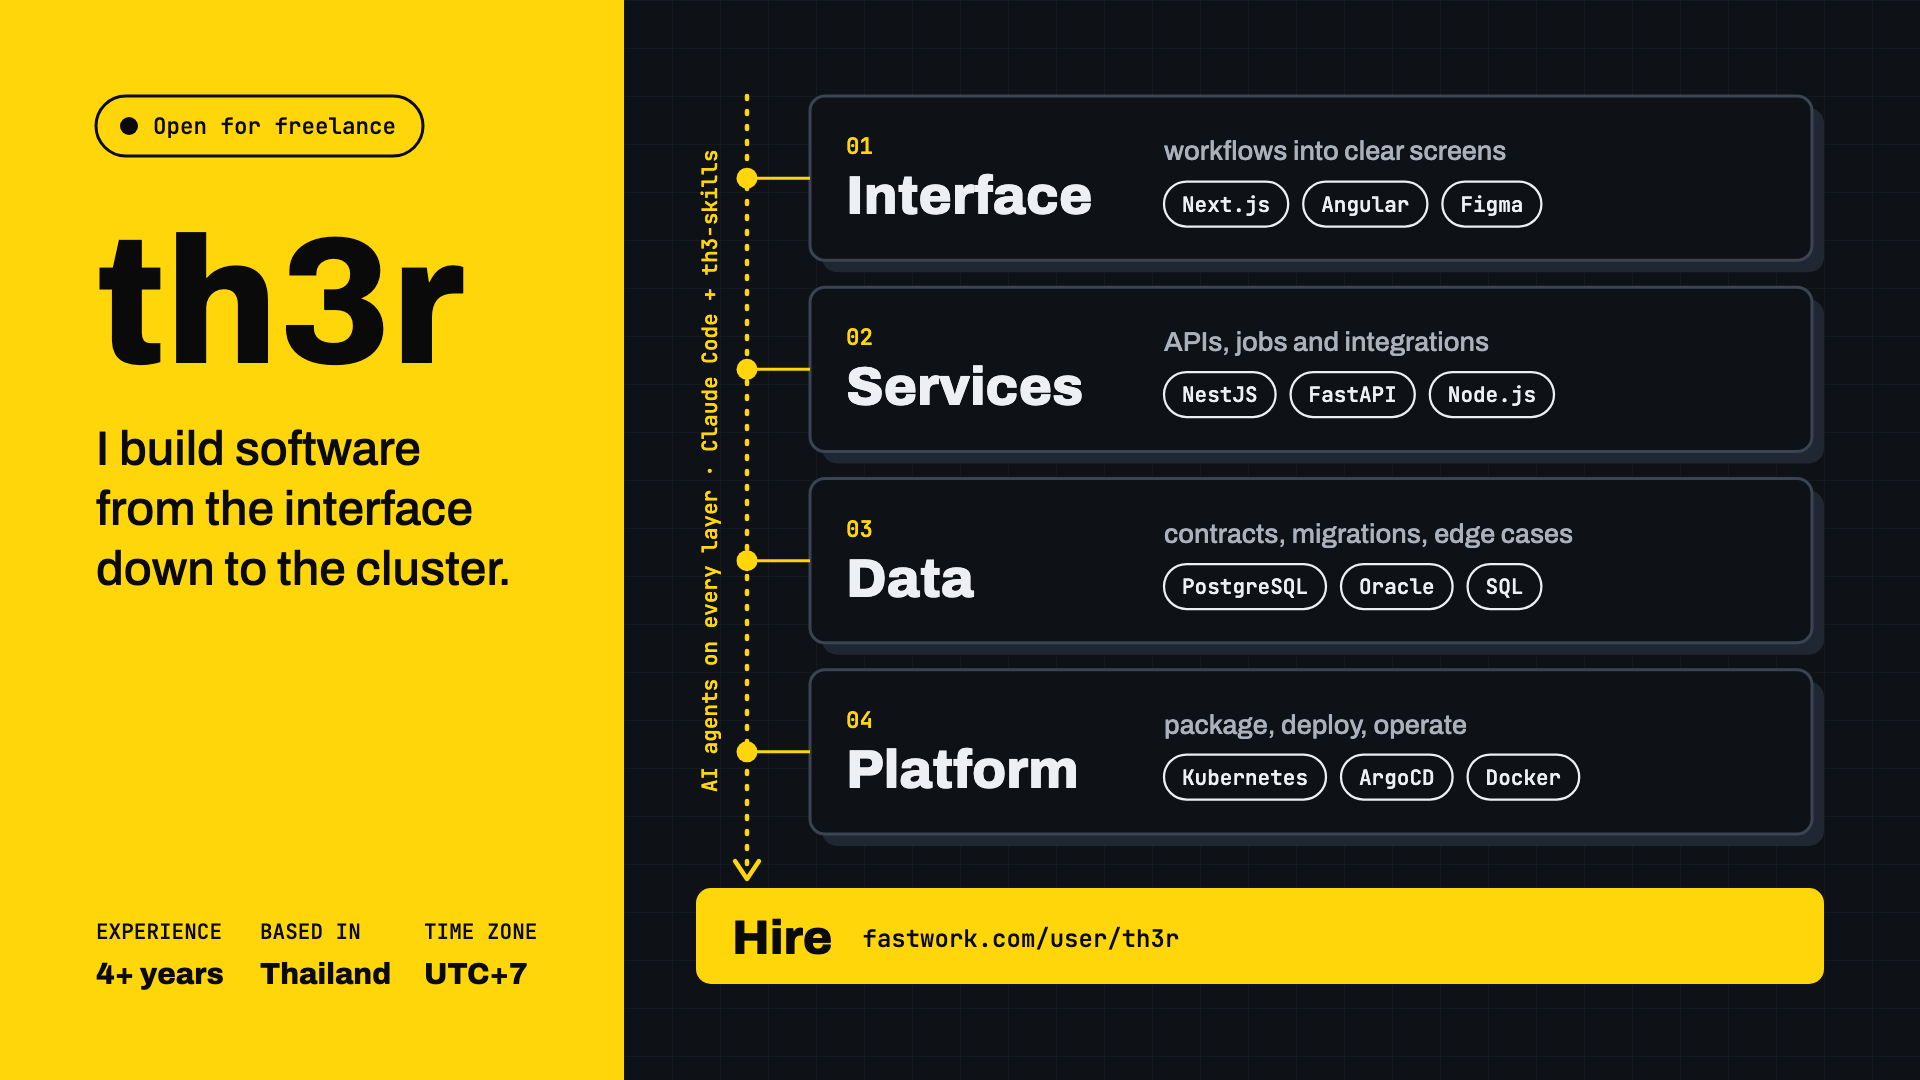 Open for freelance
th3r
I build software
from the interface
down to the cluster.
EXPERIENCE
4+ years
BASED IN
Thailand
TIME ZONE
UTC+7
AI agents on every layer · Claude Code + th3-skills
01
Interface
workflows into clear screens
Next.js Angular Figma
02
Services
APIs, jobs and integrations
NestJS FastAPI Node.js
03
Data
contracts, migrations, edge cases
PostgreSQL Oracle SQL
04
Platform
package, deploy, operate
Kubernetes ArgoCD Docker
Hire fastwork.com/user/th3r